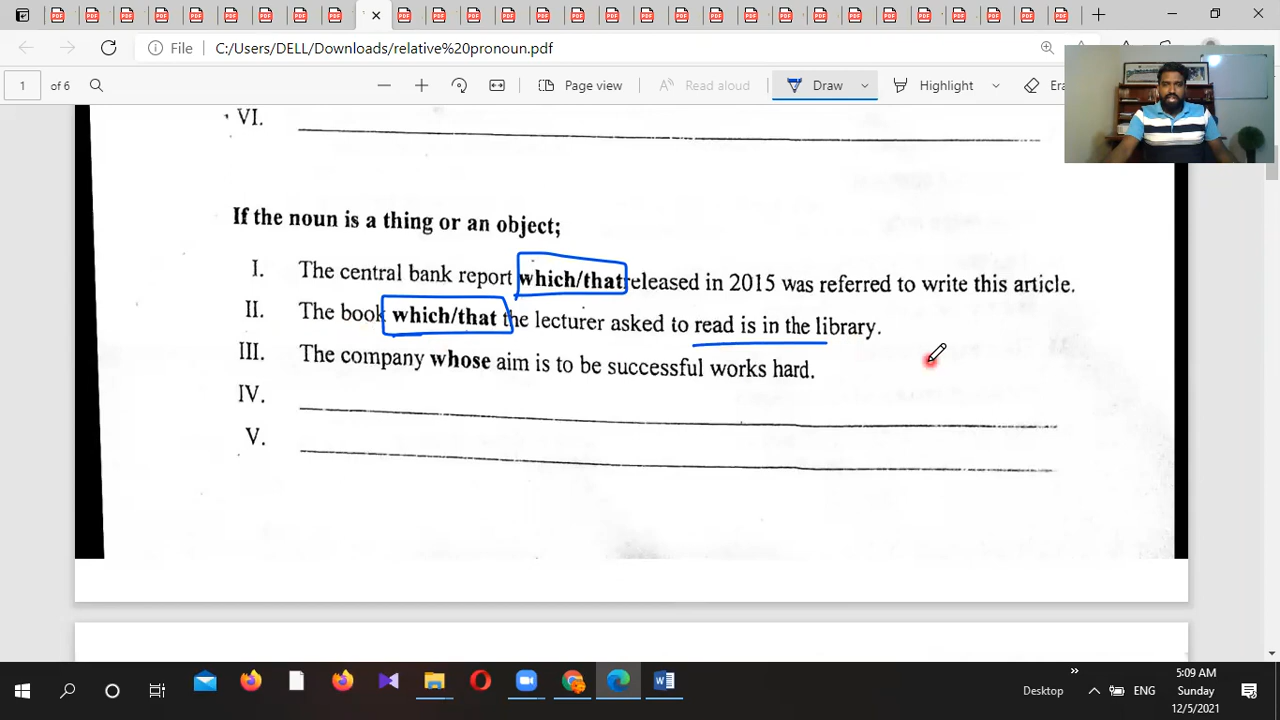 File C:/Users/DELL/Downloads/relative%20pronoun.pdf
1 of 6 Page view Read aloud Draw Highlight Era
VI.
If the noun is a thing or an object;
I. The central bank report which/that released in 2015 was referred to write this article.
II. The book which/that the lecturer asked to read is in the library.
III. The company whose aim is to be successful works hard.
IV.
V.
5:09 AM
Desktop ENG Sunday
12/5/2021